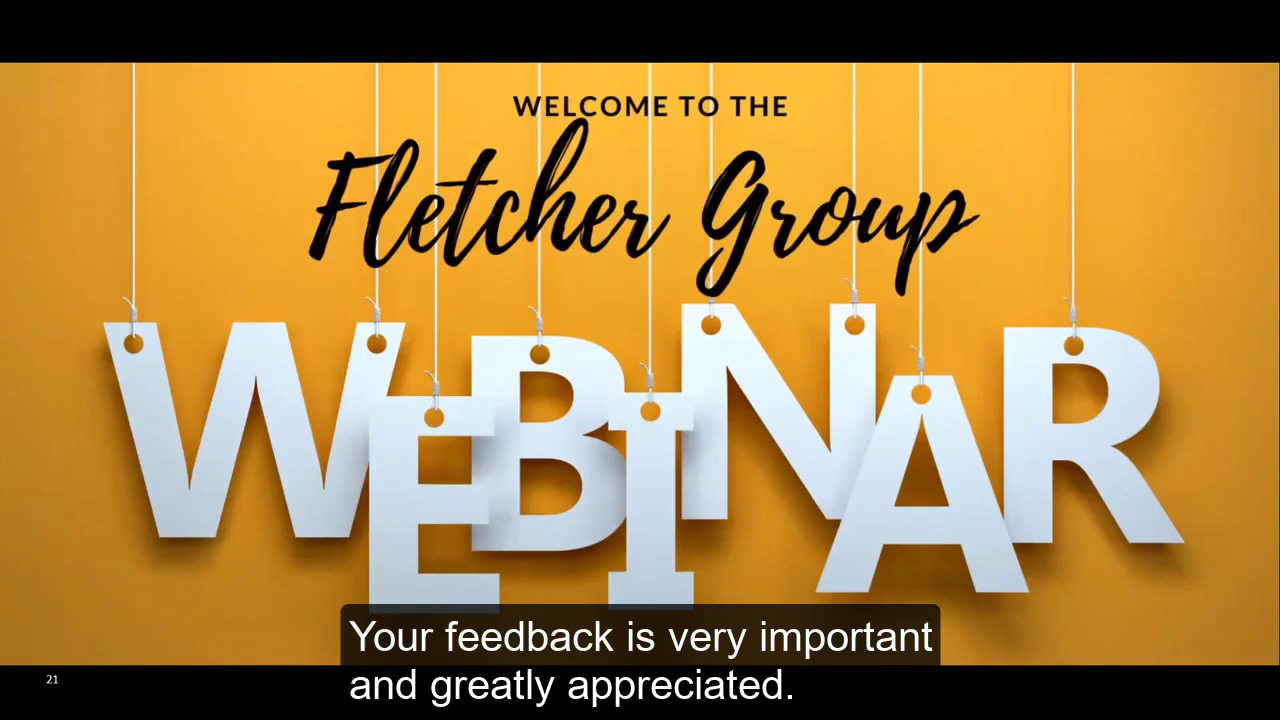 WELCOME TO THE
Fletcher Group
WEBINAR
Your feedback is very important
and greatly appreciated.
21